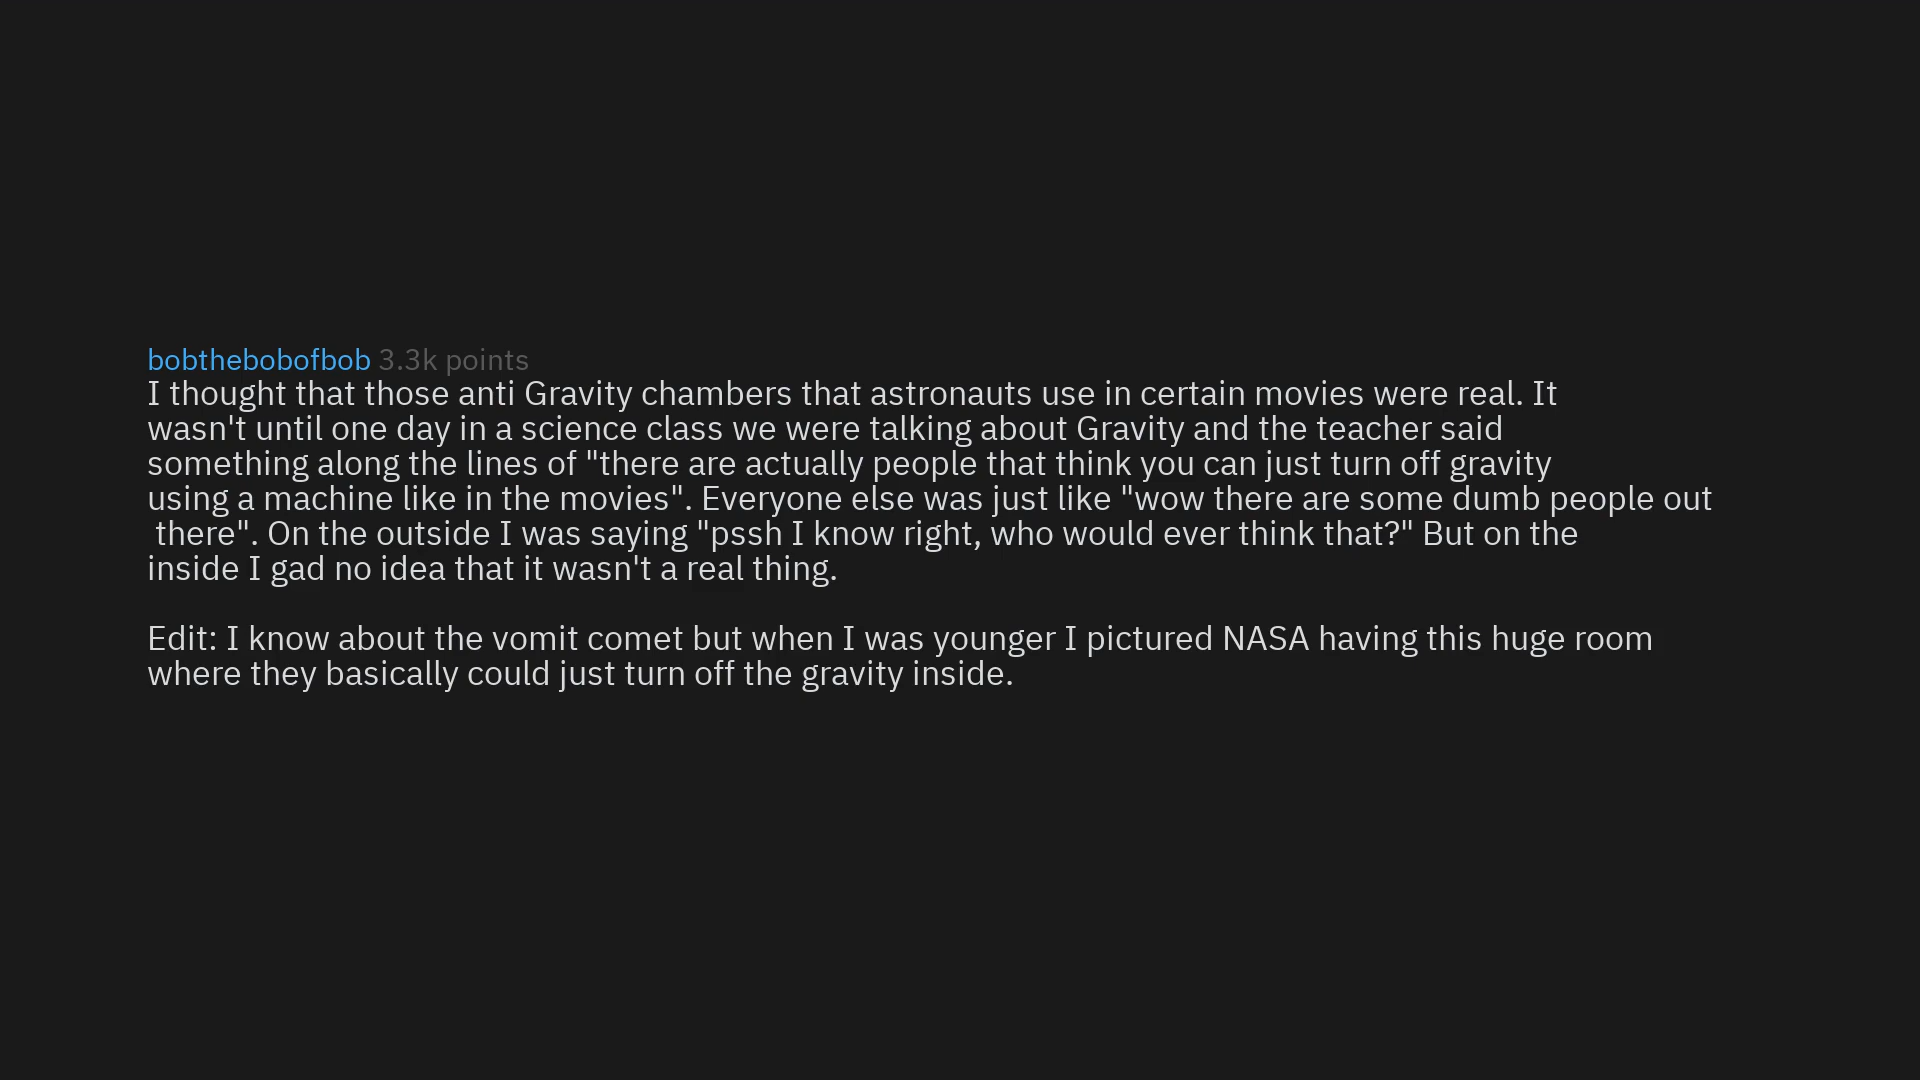 bobthebobofbob 3.3k points
I thought that those anti Gravity chambers that astronauts use in certain movies were real. It
wasn't until one day in a science class we were talking about Gravity and the teacher said
something along the lines of "there are actually people that think you can just turn off gravity
using a machine like in the movies". Everyone else was just like "wow there are some dumb people out
there". On the outside I was saying "pssh I know right, who would ever think that?" But on the
inside I gad no idea that it wasn't a real thing.
Edit: I know about the vomit comet but when I was younger I pictured NASA having this huge room
where they basically could just turn off the gravity inside.